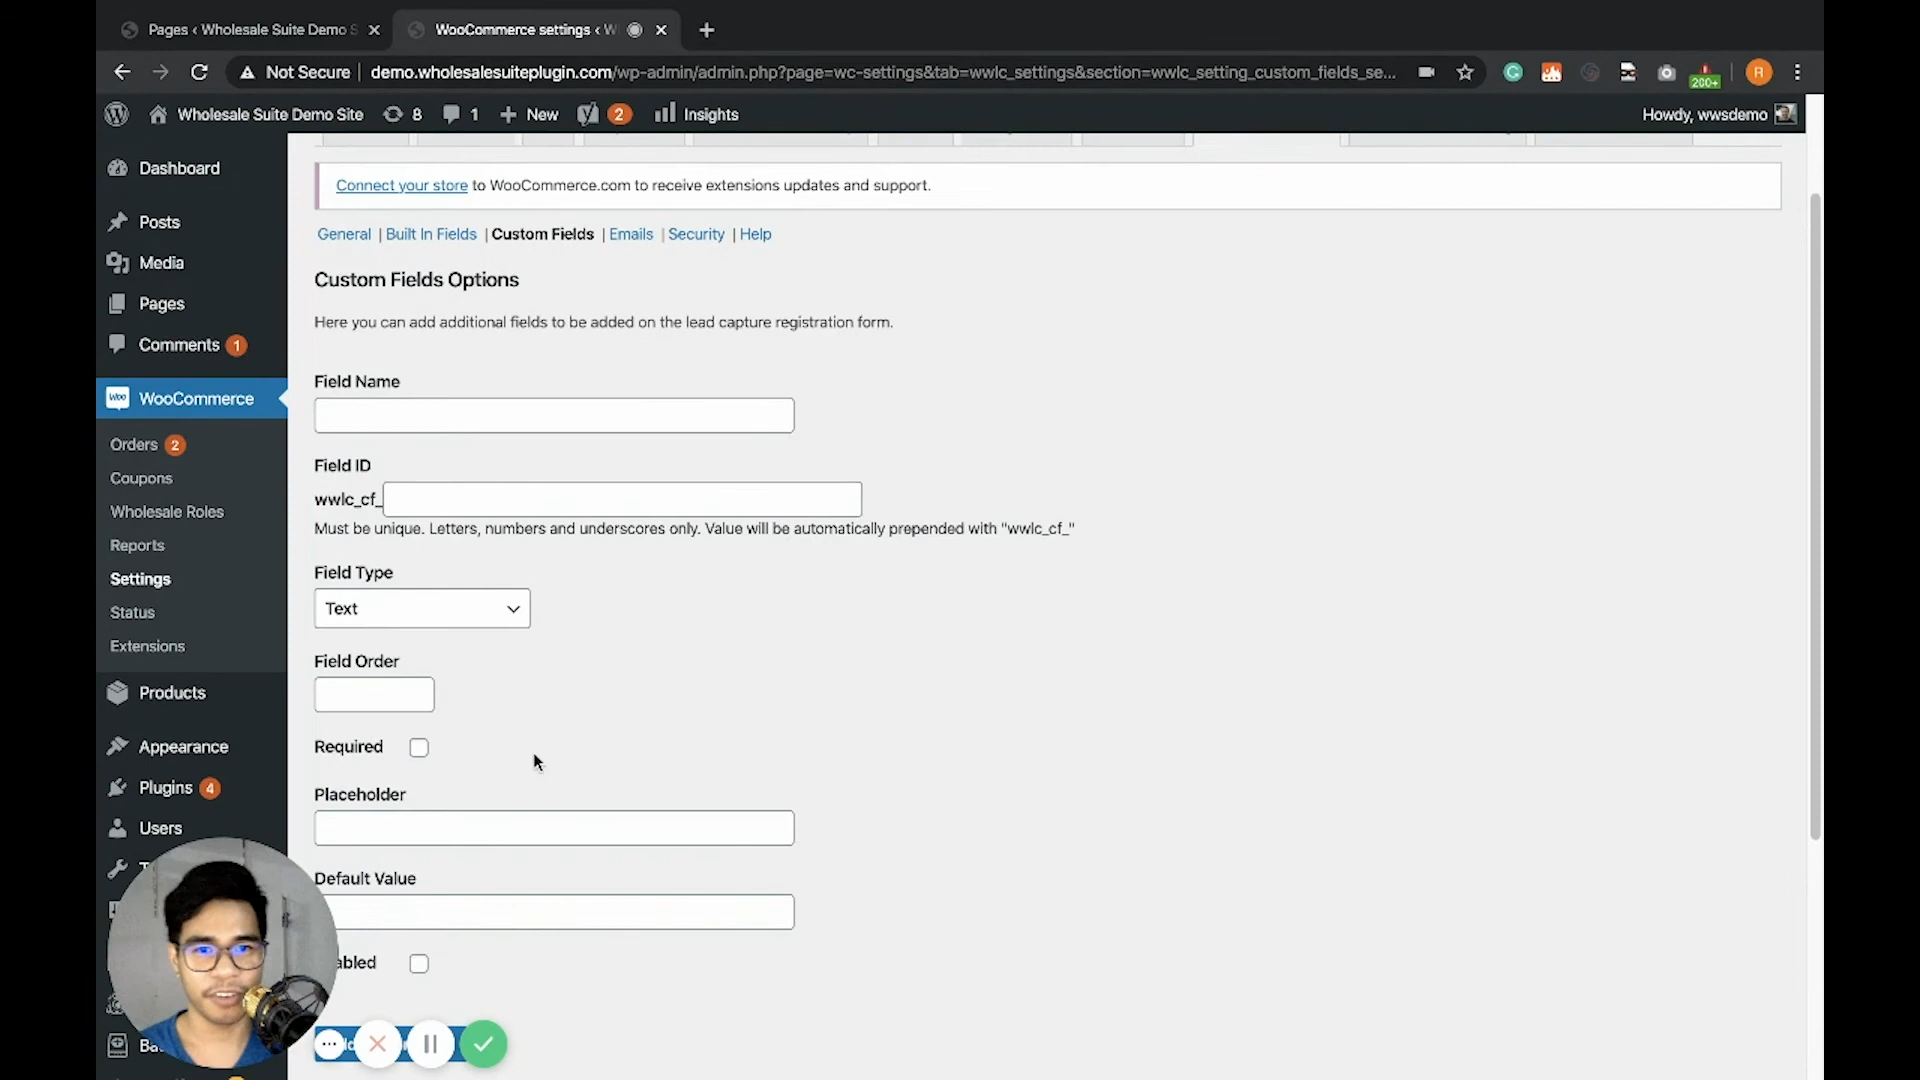 Pages ‹ Wholesale Suite Demo S
WooCommerce settings ‹ W
Not Secure
demo.wholesalesuiteplugin.com/wp-admin/admin.php?page=wc-settings&tab=wwlc_settings&section=wwlc_setting_custom_fields_se...
200+
R
Wholesale Suite Demo Site
8
1
New
2
Insights
Howdy, wwsdemo
Dashboard
Posts
Media
Pages
Comments 1
Woo WooCommerce
Orders 2
Coupons
Wholesale Roles
Reports
Settings
Status
Extensions
Products
Appearance
Plugins 4
Users
Connect your store to WooCommerce.com to receive extensions updates and support.
General | Built In Fields | Custom Fields | Emails | Security | Help
Custom Fields Options
Here you can add additional fields to be added on the lead capture registration form.
Field Name
Field ID
wwlc_cf_
Must be unique. Letters, numbers and underscores only. Value will be automatically prepended with "wwlc_cf_"
Field Type
Text
Field Order
Required
Placeholder
Default Value
abled
Ba